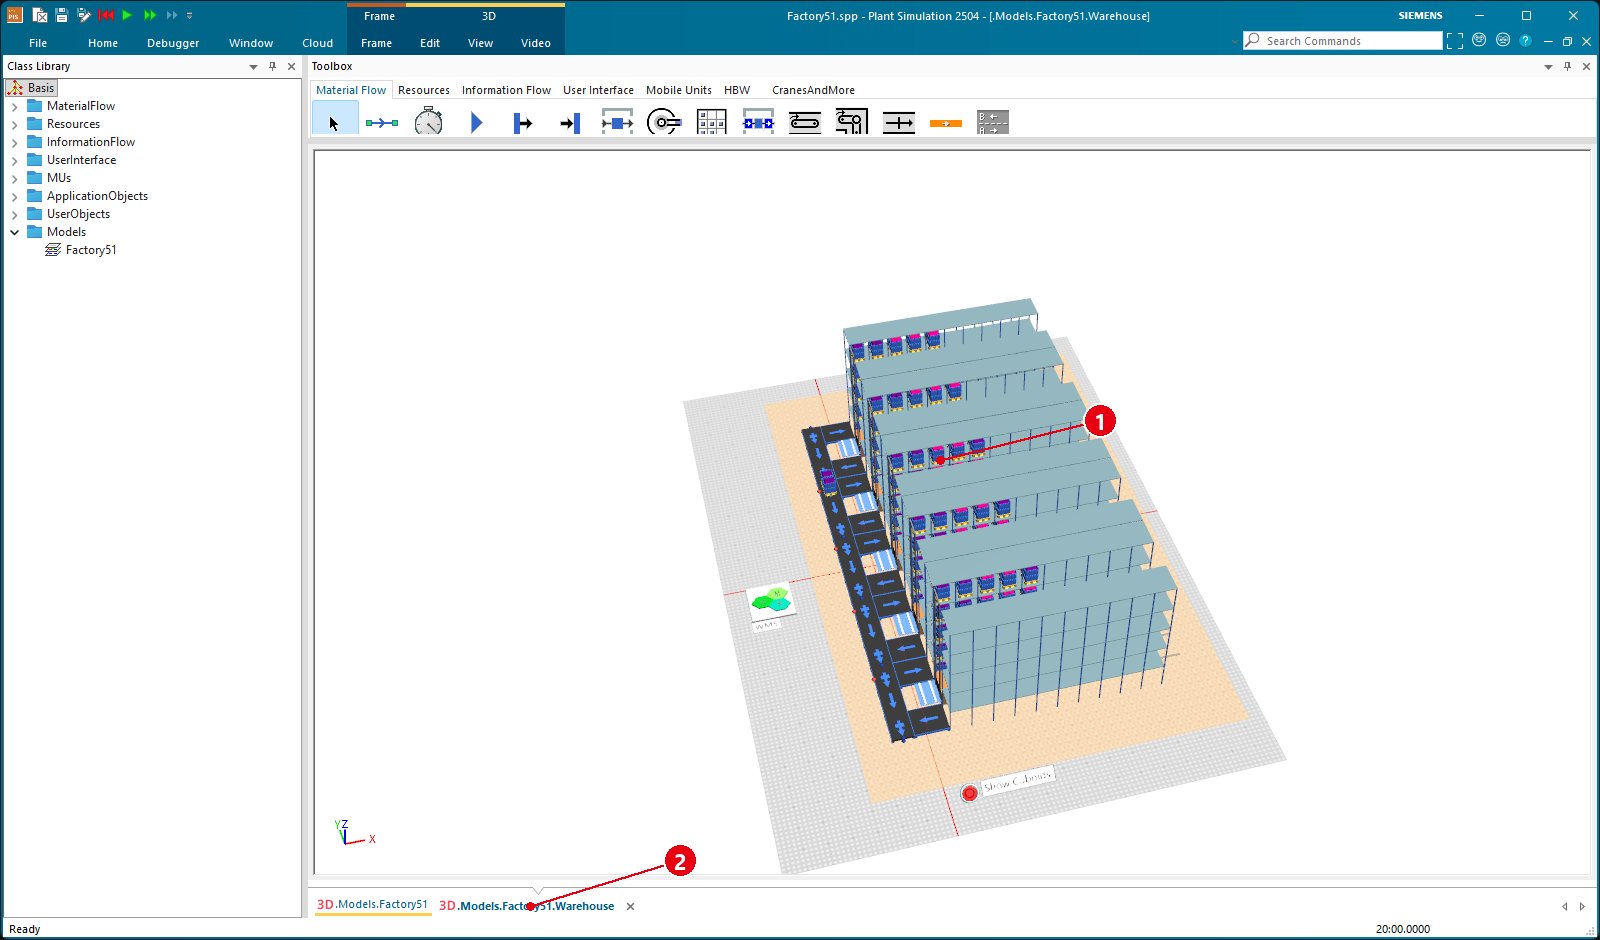 Frame
3D
Factory51.spp - Plant Simulation 2504 - [.Models.Factory51.Warehouse]
SIEMENS
File
Home
Debugger
Window
Cloud
Frame
Edit
View
Video
Search Commands
Class Library
Toolbox
Basis
MaterialFlow
Resources
InformationFlow
UserInterface
MUs
ApplicationObjects
UserObjects
Models
Factory51
Material Flow
Resources
Information Flow
User Interface
Mobile Units
HBW
CranesAndMore
1
WMS
Show
Y Z
X
2
3D .Models.Factory51
3D .Models.Factory51.Warehouse
Ready
20:00.0000